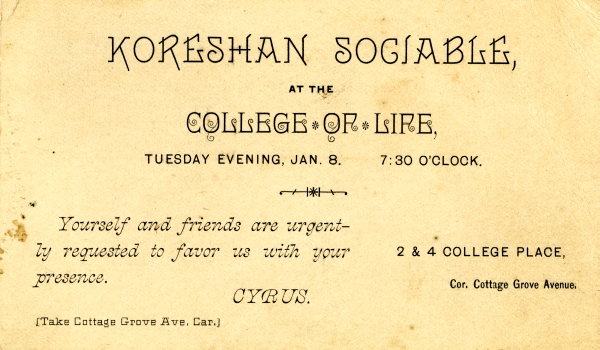 KORESHAN SOCIABLE,
AT THE
COLLEGE * OF * LIFE,
TUESDAY EVENING, JAN. 8. 7:30 O'CLOCK.
Yourself and friends are urgent-
ly requested to favor us with your
presence.
CYRUS.
[Take Cottage Grove Ave. Car.]
2 & 4 COLLEGE PLACE,
Cor. Cottage Grove Avenue.